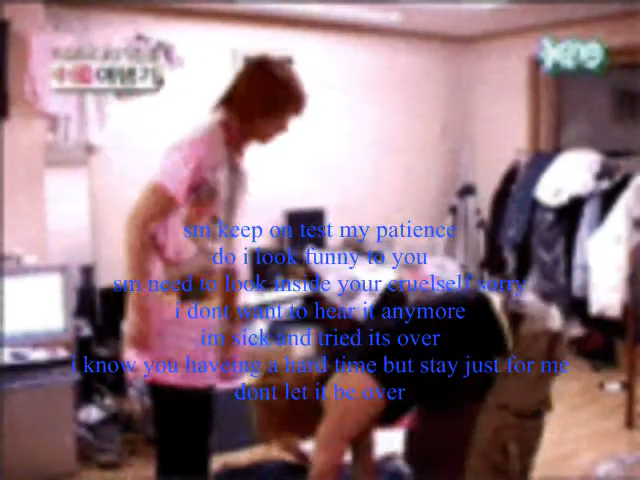 sm keep on test my patience
do i look funny to you
sm need to look inside your cruelself sorry
i dont want to hear it anymore
im sick and tried its over
i know you haveing a hard time but stay just for me
dont let it be over